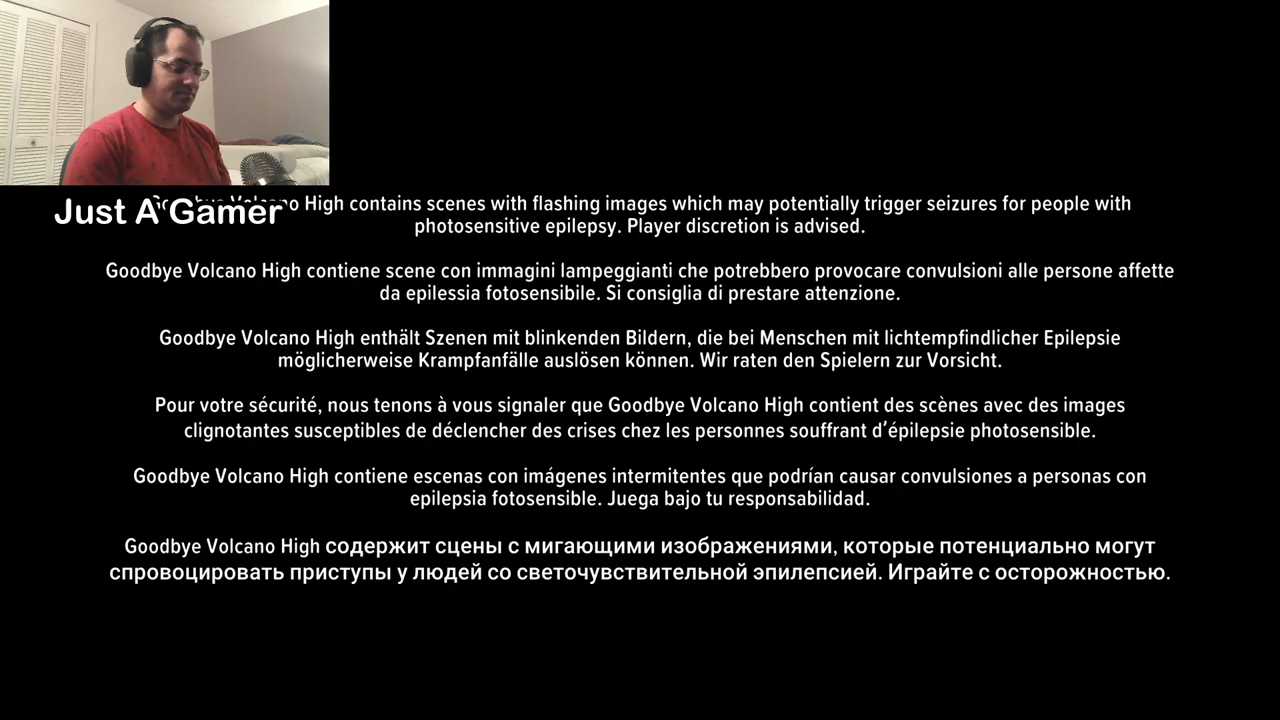 Just A Gamer
High contains scenes with flashing images which may potentially trigger seizures for people with
photosensitive epilepsy. Player discretion is advised.
Goodbye Volcano High contiene scene con immagini lampeggianti che potrebbero provocare convulsioni alle persone affette
da epilessia fotosensibile. Si consiglia di prestare attenzione.
Goodbye Volcano High enthält Szenen mit blinkenden Bildern, die bei Menschen mit lichtempfindlicher Epilepsie
möglicherweise Krampfanfälle auslösen können. Wir raten den Spielern zur Vorsicht.
Pour votre sécurité, nous tenons à vous signaler que Goodbye Volcano High contient des scènes avec des images
clignotantes susceptibles de déclencher des crises chez les personnes souffrant d'épilepsie photosensible.
Goodbye Volcano High contiene escenas con imágenes intermitentes que podrían causar convulsiones a personas con
epilepsia fotosensible. Juega bajo tu responsabilidad.
Goodbye Volcano High содержит сцены с мигающими изображениями, которые потенциально могут
спровоцировать приступы у людей со светочувствительной эпилепсией. Играйте с осторожностью.